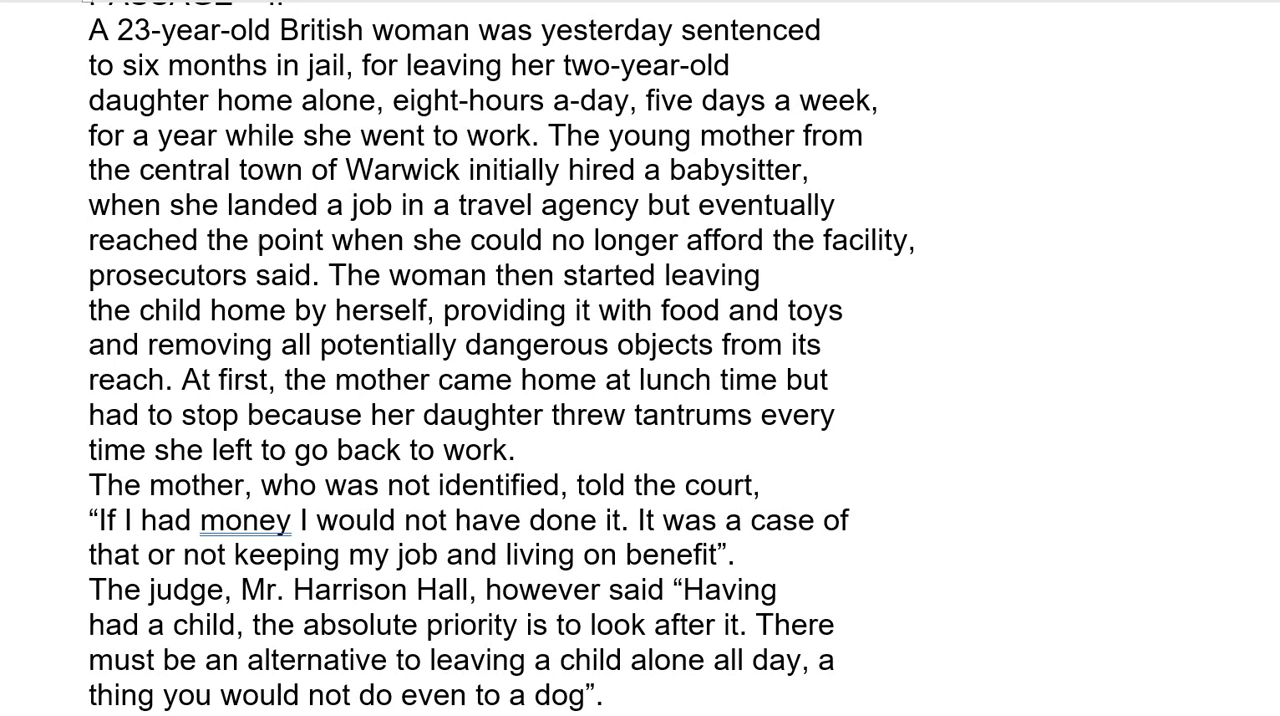 A 23-year-old British woman was yesterday sentenced
to six months in jail, for leaving her two-year-old
daughter home alone, eight-hours a-day, five days a week,
for a year while she went to work. The young mother from
the central town of Warwick initially hired a babysitter,
when she landed a job in a travel agency but eventually
reached the point when she could no longer afford the facility,
prosecutors said. The woman then started leaving
the child home by herself, providing it with food and toys
and removing all potentially dangerous objects from its
reach. At first, the mother came home at lunch time but
had to stop because her daughter threw tantrums every
time she left to go back to work.
The mother, who was not identified, told the court,
“If I had money I would not have done it. It was a case of
that or not keeping my job and living on benefit”.
The judge, Mr. Harrison Hall, however said “Having
had a child, the absolute priority is to look after it. There
must be an alternative to leaving a child alone all day, a
thing you would not do even to a dog”.